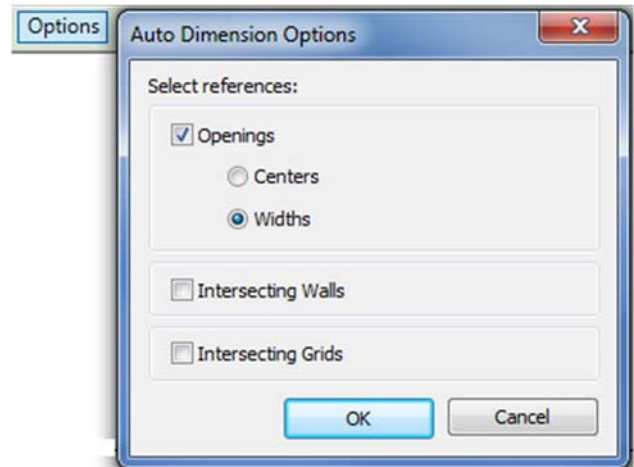 Options
Auto Dimension Options
Select references:
Openings
Centers
Widths
Intersecting Walls
Intersecting Grids
OK Cancel